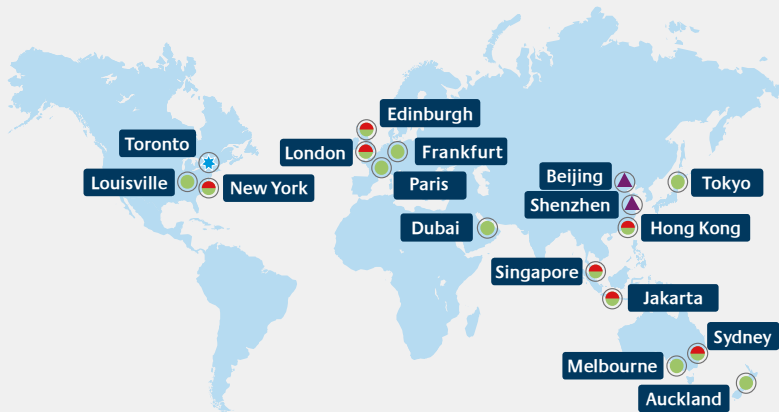 Edinburgh
Toronto
London
Frankfurt
Louisville
New York
Paris
Beijing
Tokyo
Shenzhen
Dubai
Hong Kong
Singapore
Jakarta
Sydney
Melbourne
Auckland